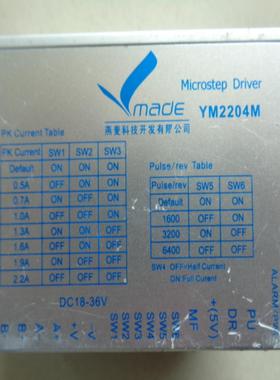 made
Microstep Driver
YM2204M
燕麦科技开发有限公司
PK Current Table
PK Current SW1 SW2 SW3
Default ON ON ON
0.5A OFF ON ON
0.7A ON OFF ON
1.0A OFF OFF ON
1.3A ON ON OFF
1.6A OFF ON OFF
1.9A ON OFF OFF
2.2A OFF OFF OFF
Pulse/rev Table
Pulse/rev SW5 SW6
Default ON ON
1600 OFF ON
3200 ON OFF
6400 OFF OFF
SW4 :OFF=Half Current
ON:Full Curent
DC18-36V
B-
B+
A-
A+
-V
+V
SW1
SW2
SW3
SW4
SW5
SW6
MF
+(5V)
PU